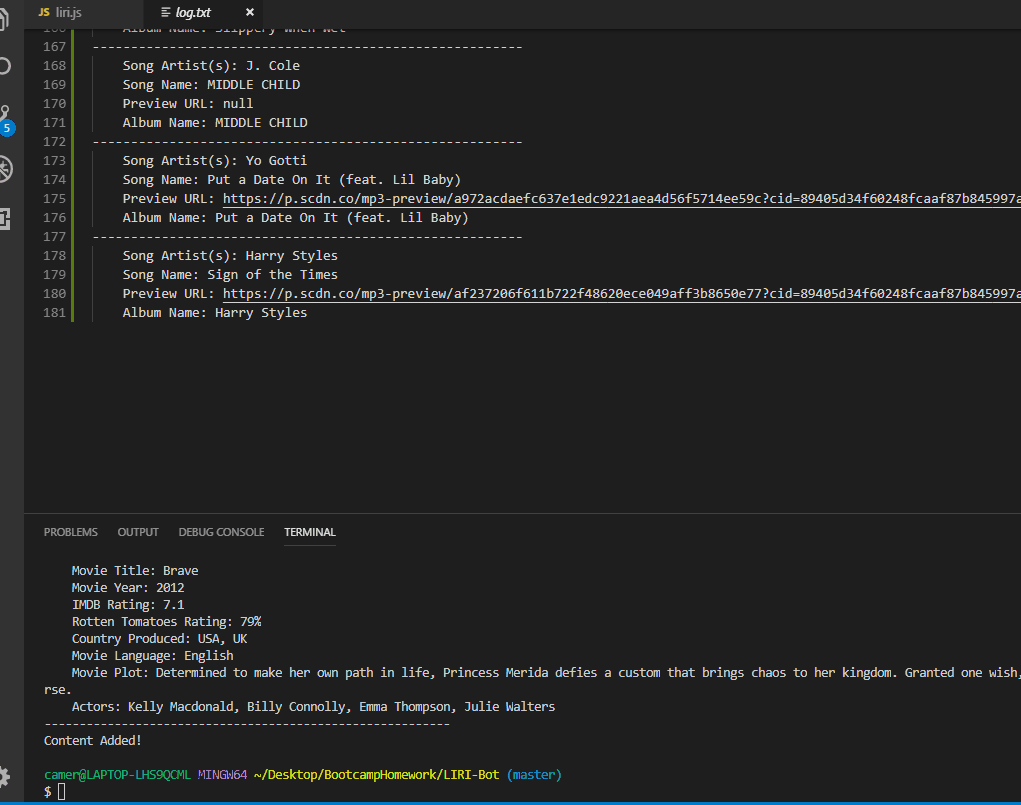 JS liri.js log.txt ×
166 Album Name: Slippery When Wet
167 --------------------------------------------------------
168 Song Artist(s): J. Cole
169 Song Name: MIDDLE CHILD
170 Preview URL: null
171 Album Name: MIDDLE CHILD
172 --------------------------------------------------------
173 Song Artist(s): Yo Gotti
174 Song Name: Put a Date On It (feat. Lil Baby)
175 Preview URL: https://p.scdn.co/mp3-preview/a972acdaefc637e1edc9221aea4d56f5714ee59c?cid=89405d34f60248fcaaf87b845997a
176 Album Name: Put a Date On It (feat. Lil Baby)
177 --------------------------------------------------------
178 Song Artist(s): Harry Styles
179 Song Name: Sign of the Times
180 Preview URL: https://p.scdn.co/mp3-preview/af237206f611b722f48620ece049aff3b8650e77?cid=89405d34f60248fcaaf87b845997a
181 Album Name: Harry Styles
5
PROBLEMS OUTPUT DEBUG CONSOLE TERMINAL
Movie Title: Brave
Movie Year: 2012
IMDB Rating: 7.1
Rotten Tomatoes Rating: 79%
Country Produced: USA, UK
Movie Language: English
Movie Plot: Determined to make her own path in life, Princess Merida defies a custom that brings chaos to her kingdom. Granted one wish,
rse.
Actors: Kelly Macdonald, Billy Connolly, Emma Thompson, Julie Walters
----------------------------------------------------------
Content Added!
camer@LAPTOP-LHS9QCML MINGW64 ~/Desktop/BootcampHomework/LIRI-Bot (master)
$